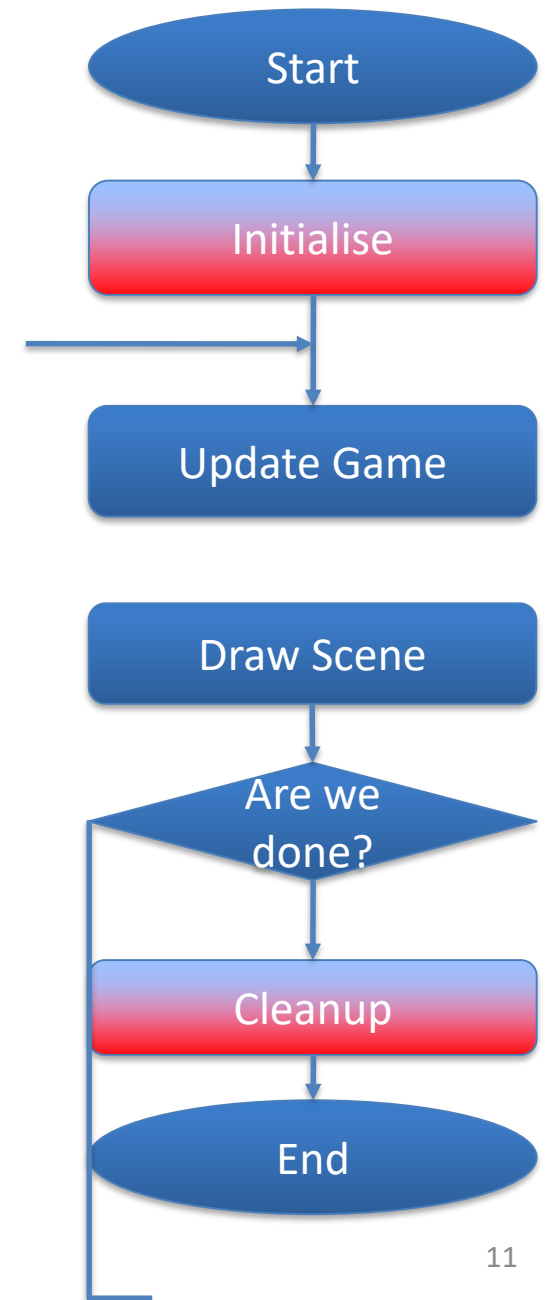 Start
Initialise
Update Game
Draw Scene
Are we
done?
Cleanup
End
11